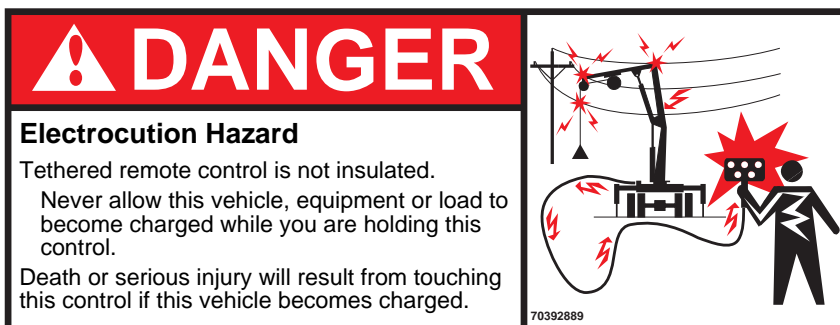 DANGER
Electrocution Hazard
Tethered remote control is not insulated.
Never allow this vehicle, equipment or load to
become charged while you are holding this
control.
Death or serious injury will result from touching
this control if this vehicle becomes charged.
70392889